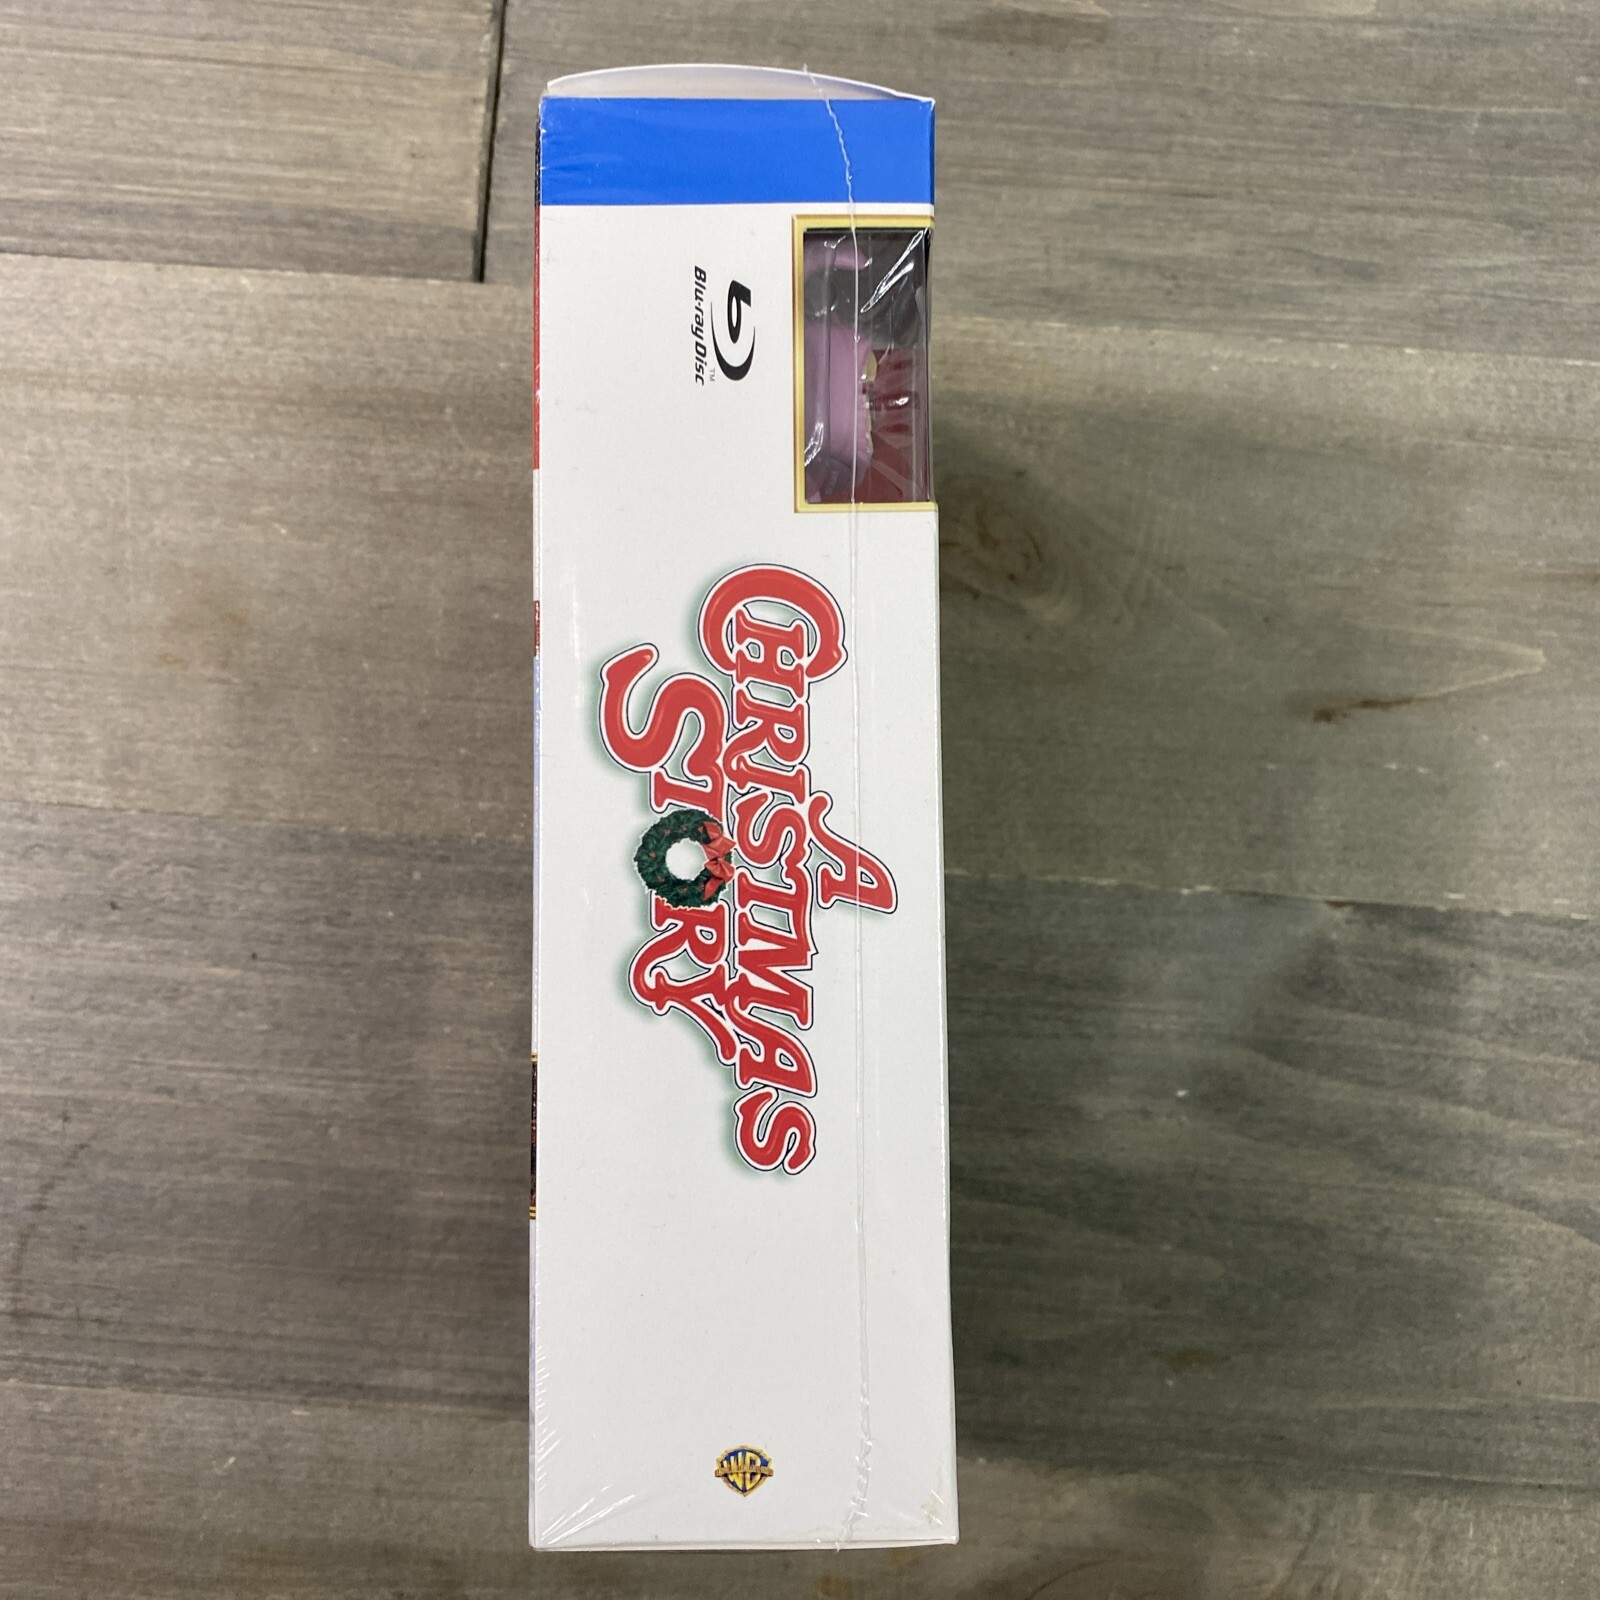 Blu-ray Disc
TM
A
CHRISTMAS
STORY
WB